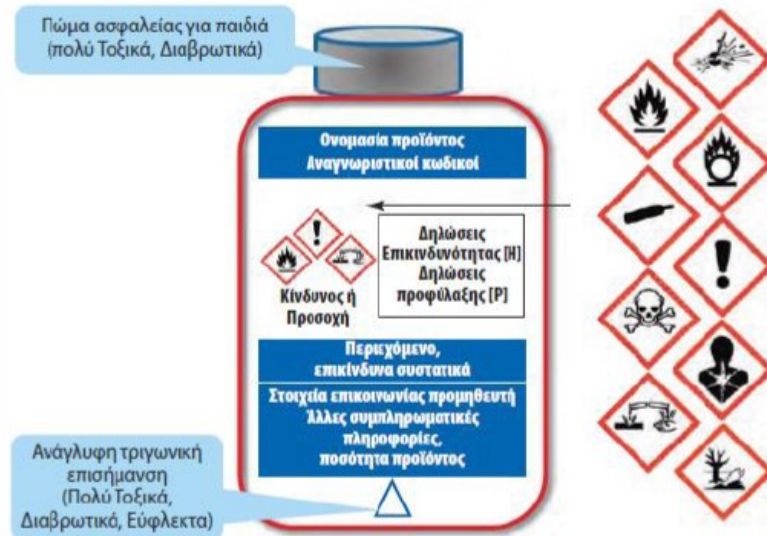 Πώμα ασφαλείας για παιδιά
(πολύ Τοξικά, Διαβρωτικά)
Ονομασία προϊόντος
Αναγνωριστικοί κωδικοί
Δηλώσεις
Επικινδυνότητας [H]
Δηλώσεις
προφύλαξης [P]
Κίνδυνος ή
Προσοχή
Περιεχόμενο,
επικίνδυνα συστατικά
Στοιχεία επικοινωνίας προμηθευτή
Άλλες συμπληρωματικές
πληροφορίες,
ποσότητα προϊόντος
Ανάγλυφη τριγωνική
επισήμανση
(Πολύ Τοξικά,
Διαβρωτικά, Εύφλεκτα)